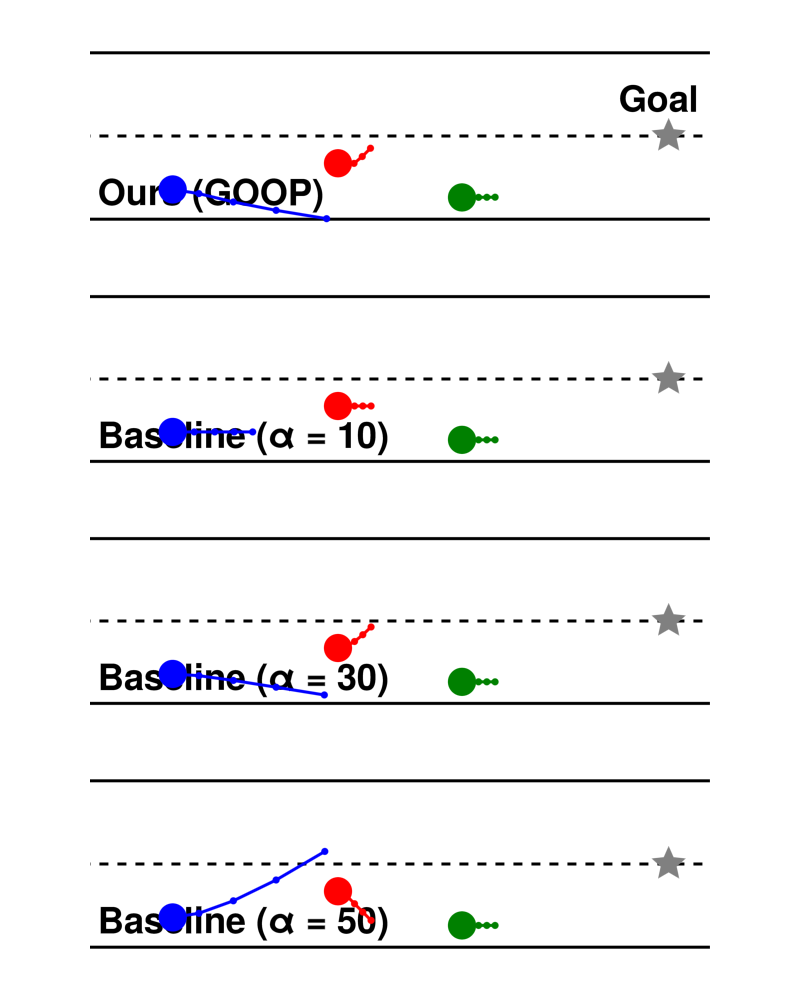 Goal
Ours (GOOP)
Baseline (α = 10)
Baseline (α = 30)
Baseline (α = 50)